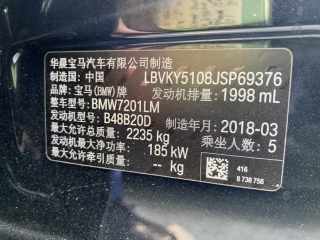 华晨宝马汽车有限公司制造
制造国: 中国 LBVKY5108JSP69376
品牌: 宝马(BMW)牌 发动机排量: 1998 mL
整车型号: BMW7201LM
发动机型号: B48B20D 制造年月: 2018-03
最大允许总质量: 2235 kg 乘坐人数: 5
发动机最大净功率: 185 kW
最大允许牵引质量: -- kg
416
8 738 756